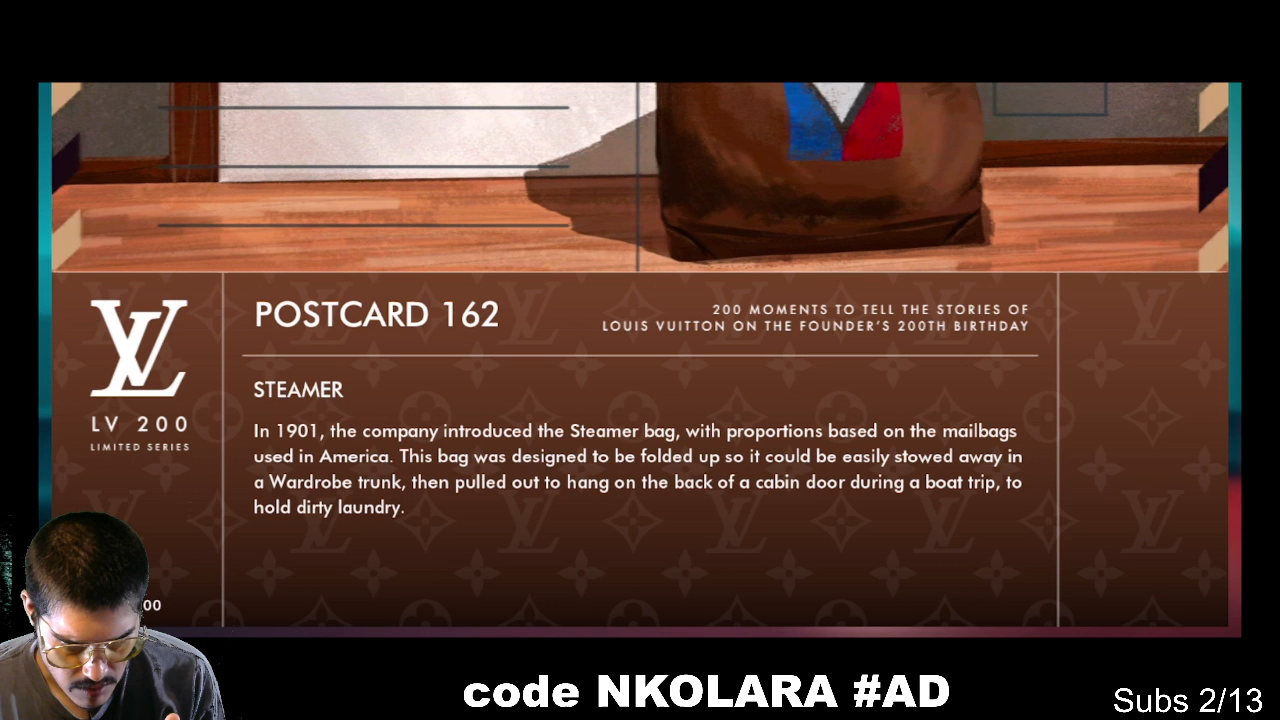 POSTCARD 162
200 MOMENTS TO TELL THE STORIES OF
LOUIS VUITTON ON THE FOUNDER'S 200TH BIRTHDAY
LV
LV 200
LIMITED SERIES
STEAMER
In 1901, the company introduced the Steamer bag, with proportions based on the mailbags
used in America. This bag was designed to be folded up so it could be easily stowed away in
a Wardrobe trunk, then pulled out to hang on the back of a cabin door during a boat trip, to
hold dirty laundry.
00
code NKOLARA #AD
Subs 2/13